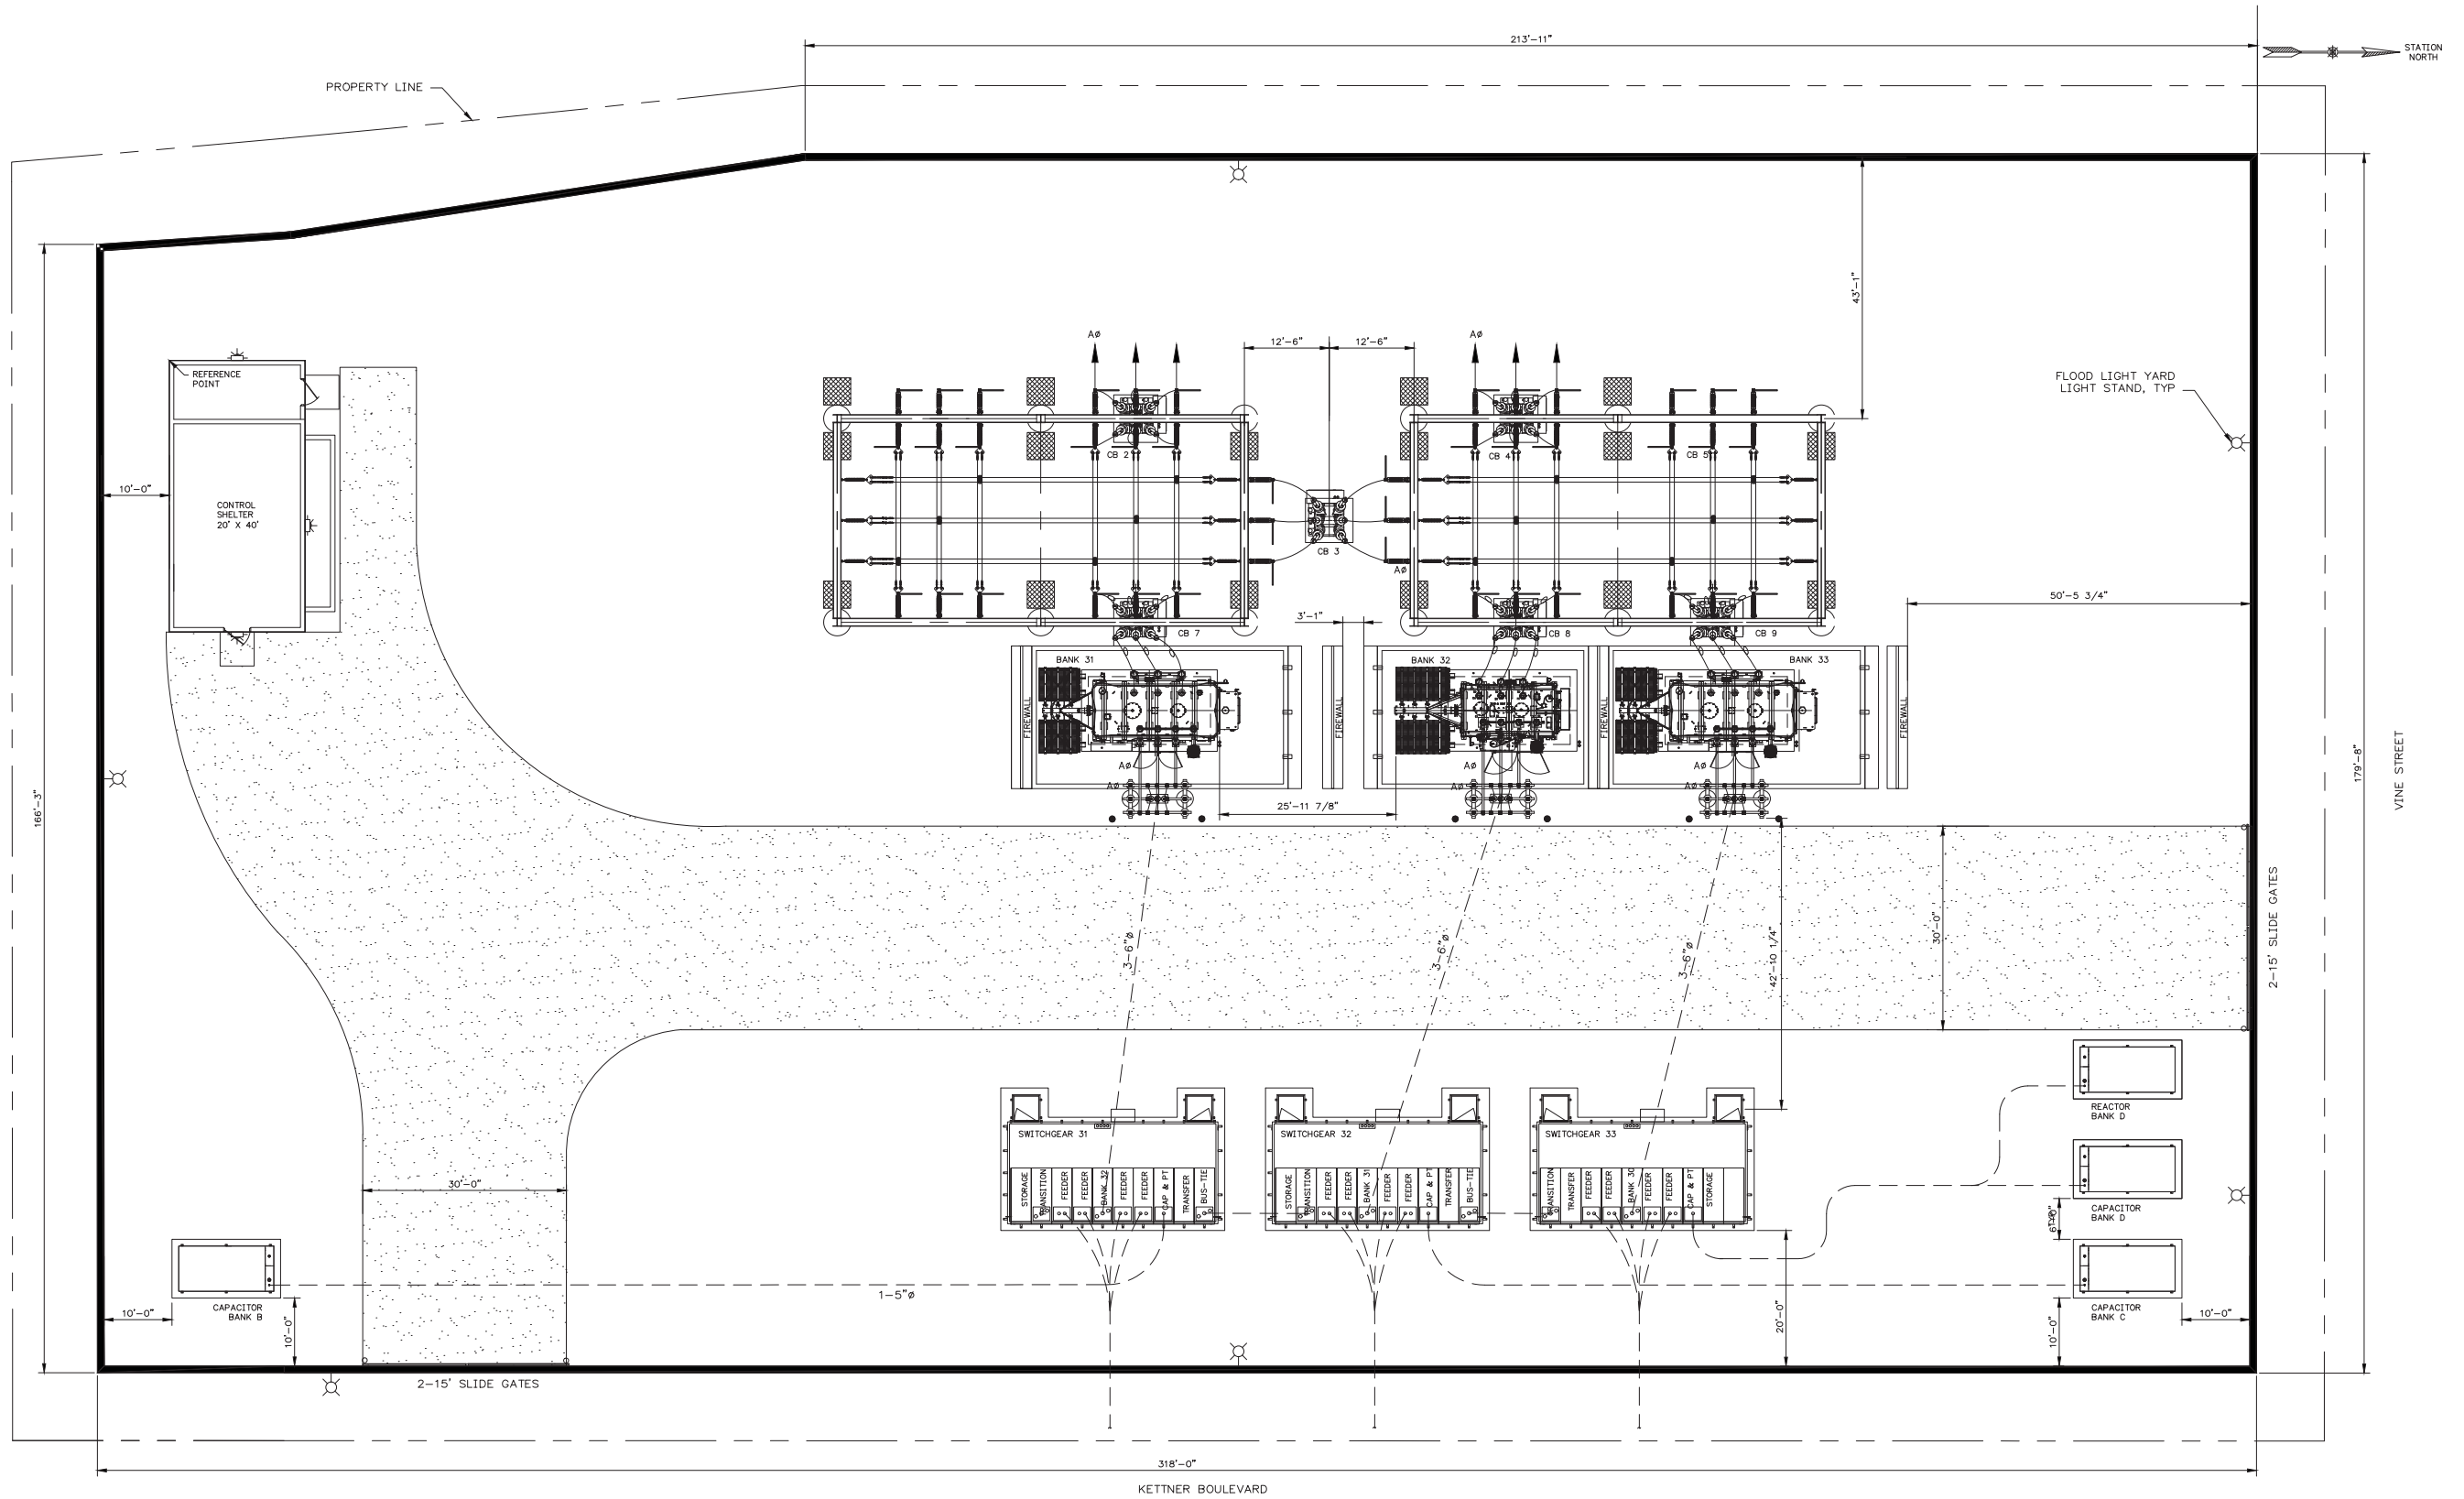 213'-11"
STATION
NORTH
PROPERTY LINE
43'-1"
AØ
12'-6"
12'-6"
AØ
REFERENCE
POINT
FLOOD LIGHT YARD
LIGHT STAND, TYP
CB 2
CB 4
CB 5
10'-0"
CONTROL
SHELTER
20' X 40'
CB 3
AØ
50'-5 3/4"
3'-1"
CB 7
CB 8
CB 9
BANK 31
BANK 32
BANK 33
FIREWALL
FIREWALL
FIREWALL
FIREWALL
AØ
AØ
AØ
AØ
AØ
AØ
25'-11 7/8"
166'-3"
179'-8"
VINE STREET
2-15' SLIDE GATES
3-6"Ø
3-6"Ø
3-6"Ø
42'-10 1/4"
30'-0"
REACTOR
BANK D
SWITCHGEAR 31
SWITCHGEAR 32
SWITCHGEAR 33
STORAGE
TRANSITION
FEEDER
FEEDER
BANK 32
FEEDER
FEEDER
CAP & PT
TRANSFER
BUS-TIE
STORAGE
TRANSITION
FEEDER
FEEDER
BANK 31
FEEDER
FEEDER
CAP & PT
TRANSFER
BUS-TIE
TRANSITION
TRANSFER
FEEDER
FEEDER
BANK 30
FEEDER
FEEDER
CAP & PT
STORAGE
30'-0"
CAPACITOR
BANK D
1-5"Ø
CAPACITOR
BANK B
10'-0"
10'-0"
20'-0"
10'-0"
CAPACITOR
BANK C
10'-0"
2-15' SLIDE GATES
318'-0"
KETTNER BOULEVARD